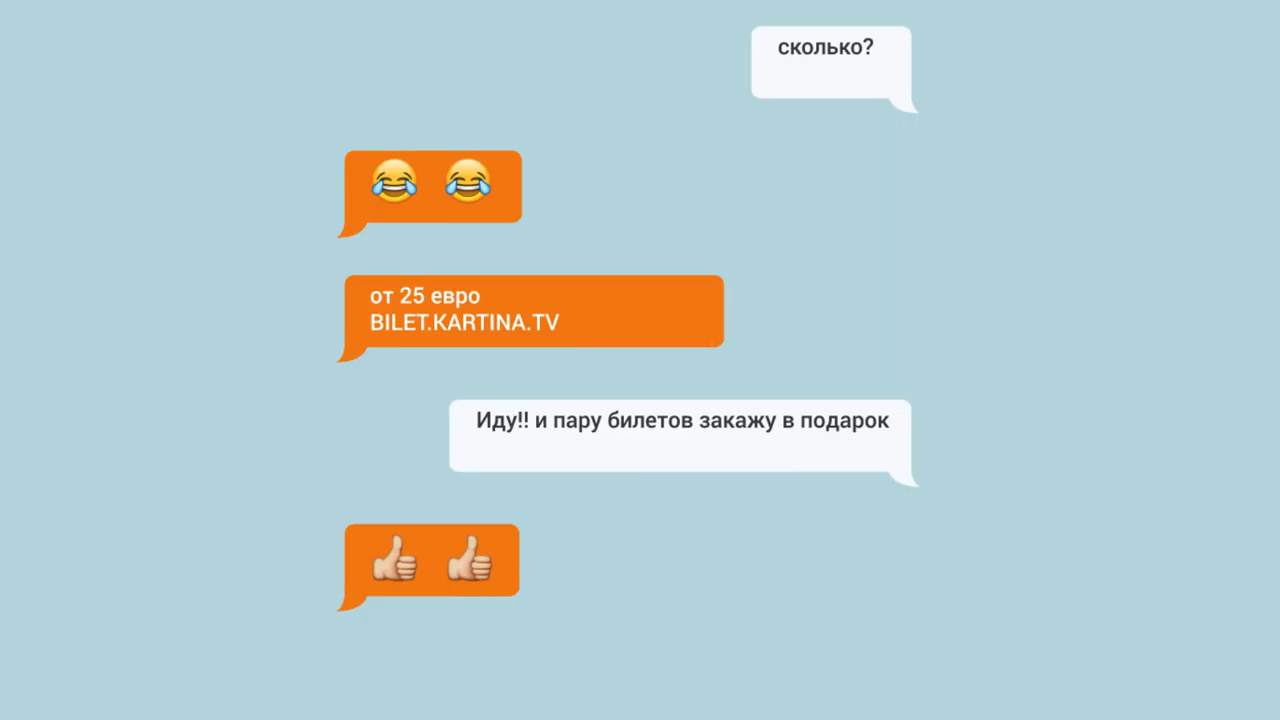 сколько?
от 25 евро
BILET.KARTINA.TV
Иду!! и пару билетов закажу в подарок